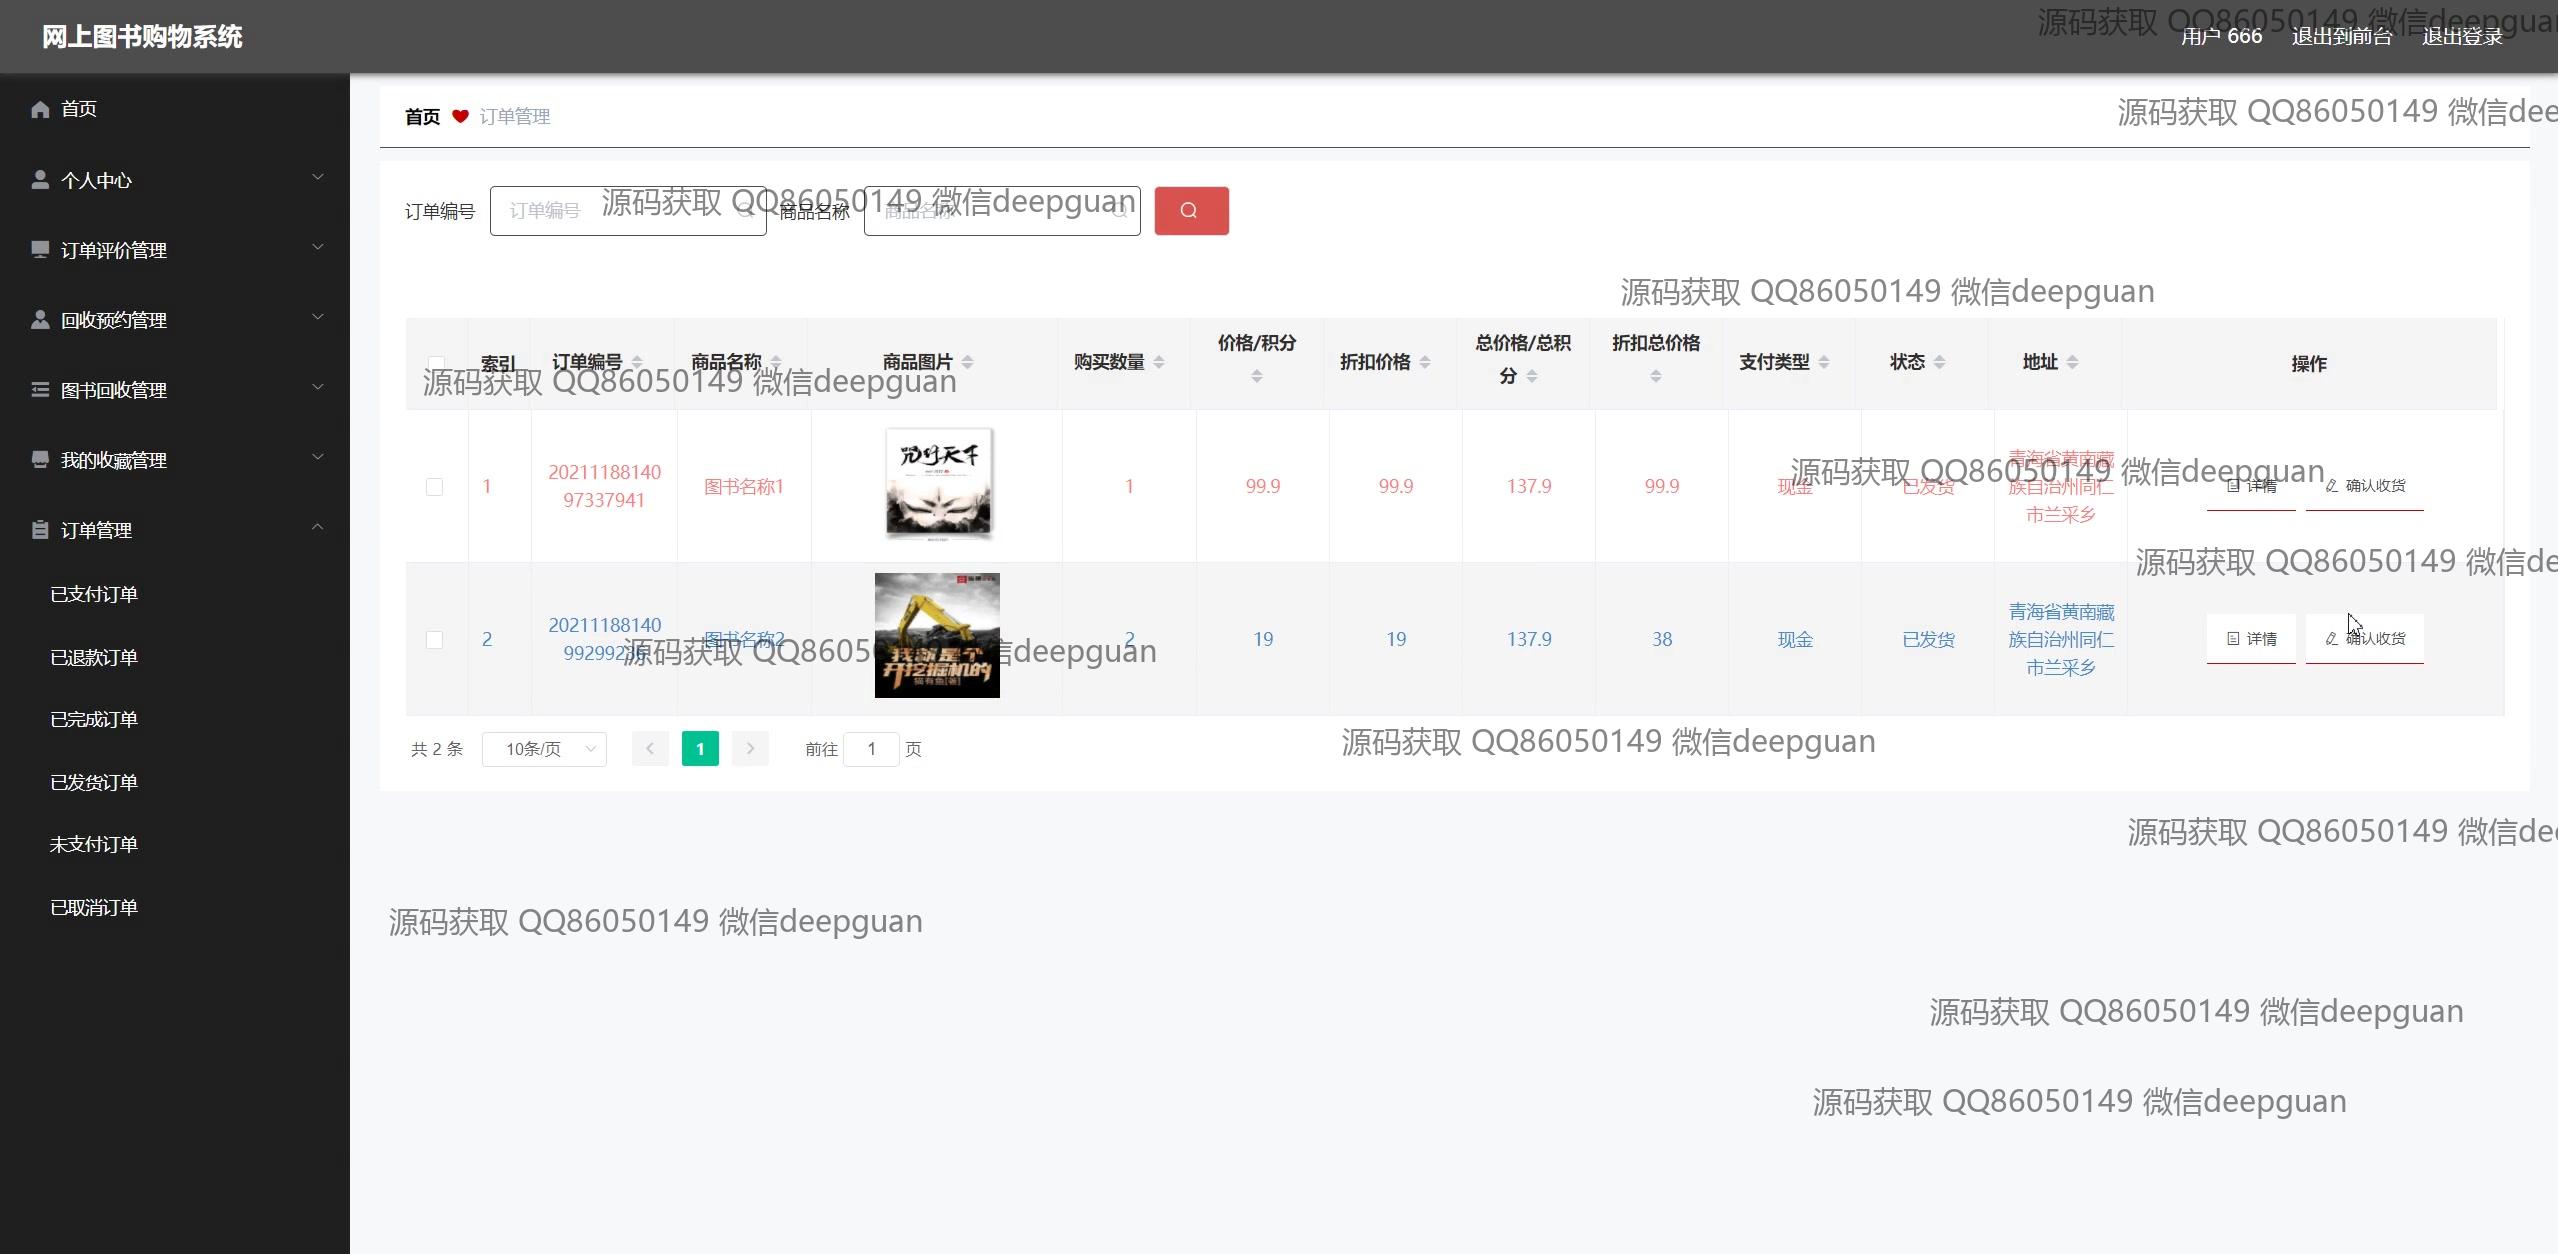 网上图书购物系统
源码获取 QQ86050149 微信deepguan
用户 666 退出到前台 退出登录
首页
个人中心
订单评价管理
回收预约管理
图书回收管理
我的收藏管理
订单管理
已支付订单
已退款订单
已完成订单
已发货订单
未支付订单
已取消订单
首页 订单管理
源码获取 QQ86050149 微信dee
订单编号 订单编号 商品名称 商品名称
源码获取 QQ86050149 微信deepguan
源码获取 QQ86050149 微信deepguan
索引 订单编号 商品名称 商品图片 购买数量 价格/积分 折扣价格 总价格/总积分 折扣总价格 支付类型 状态 地址 操作
源码获取 QQ86050149 微信deepguan
1 20211188140 图书名称1 1 99.9 99.9 137.9 99.9 现金 已发货 青海省黄南藏 详情 确认收货
97337941 族自治州同仁
市兰采乡
源码获取 QQ86050149 微信deepguan
源码获取 QQ86050149 微信de
2 20211188140 图书名称2 2 19 19 137.9 38 现金 已发货 青海省黄南藏 详情 确认收货
族自治州同仁
市兰采乡
我就是个
开挖掘机的
源码获取 QQ8605 信deepguan
共 2 条 10条/页 1 前往 1 页
源码获取 QQ86050149 微信deepguan
源码获取 QQ86050149 微信de
源码获取 QQ86050149 微信deepguan
源码获取 QQ86050149 微信deepguan
源码获取 QQ86050149 微信deepguan